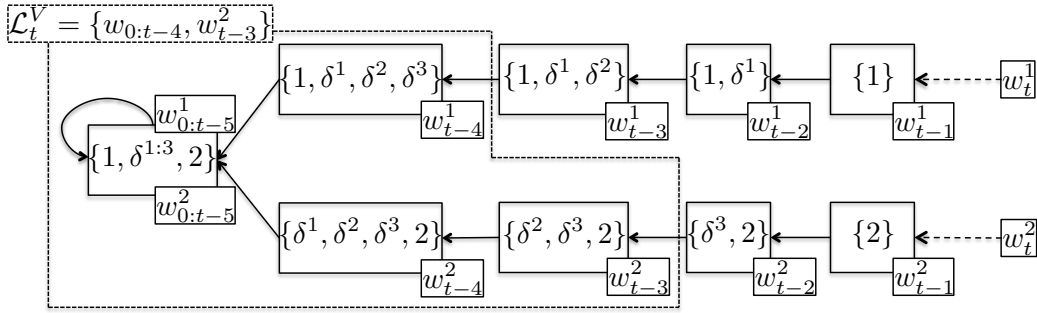 ℒ_t^V = {w_{0:t−4}, w_{t−3}^2}
{1, δ^1, δ^2, δ^3}
{1, δ^1, δ^2}
{1, δ^1}
{1}
w_t^1
w_{t−4}^1
w_{t−3}^1
w_{t−2}^1
w_{t−1}^1
w_{0:t−5}^1
{1, δ^{1:3}, 2}
w_{0:t−5}^2
{δ^1, δ^2, δ^3, 2}
{δ^2, δ^3, 2}
{δ^3, 2}
{2}
w_t^2
w_{t−4}^2
w_{t−3}^2
w_{t−2}^2
w_{t−1}^2